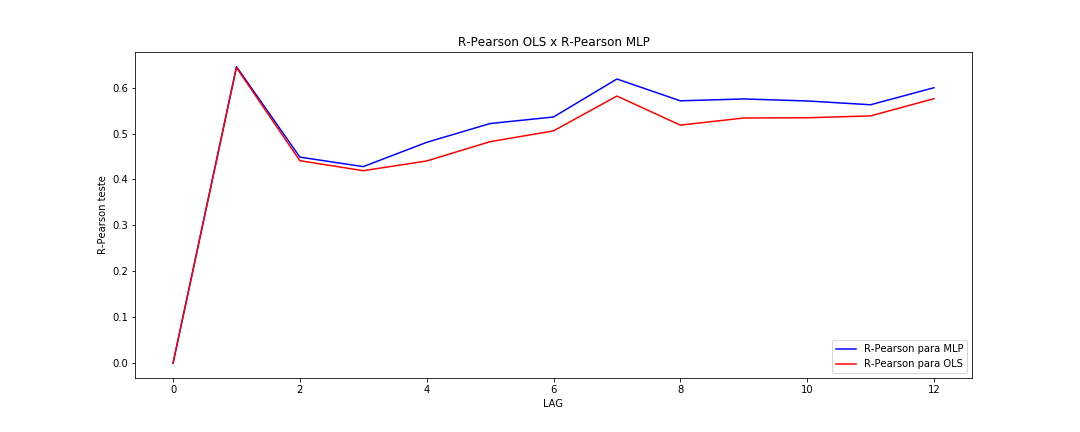 R-Pearson OLS x R-Pearson MLP
0.6
0.5
0.4
0.3
0.2
0.1
0.0
R-Pearson teste
R-Pearson para MLP
R-Pearson para OLS
0 2 4 6 8 10 12
LAG